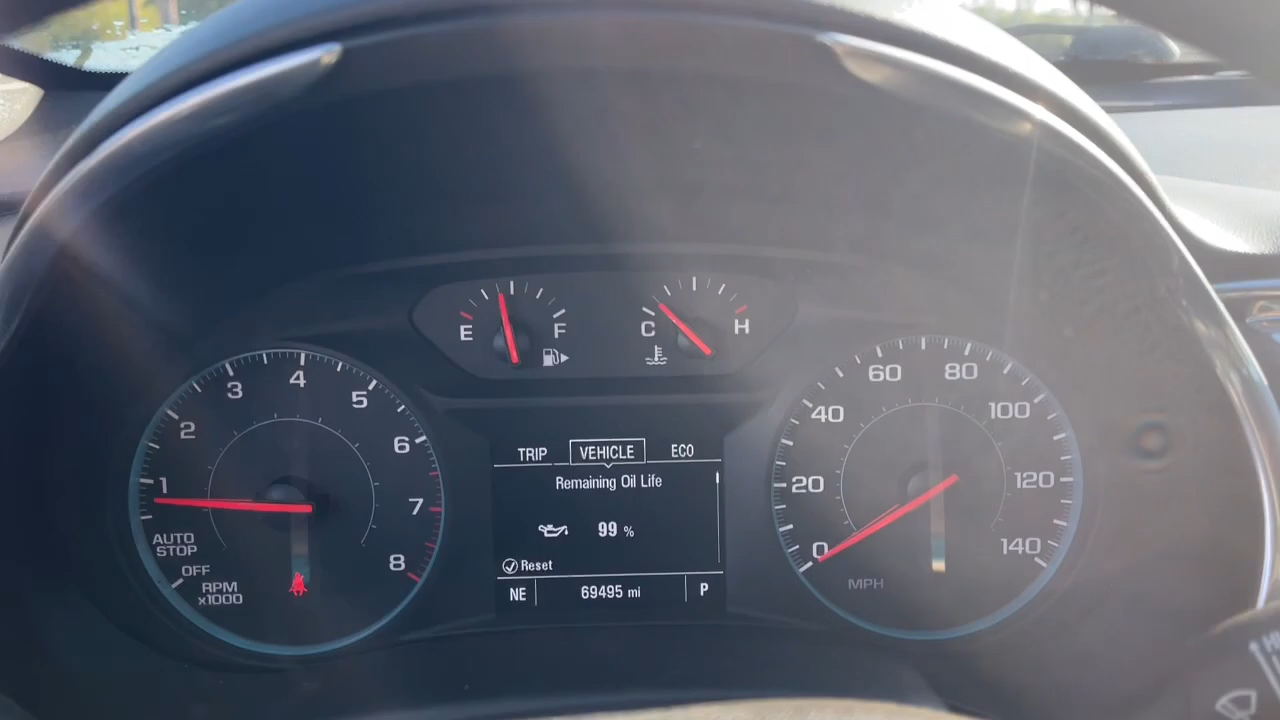 E F
C H
1 2 3 4 5 6 7 8
AUTO
STOP
OFF
RPM
x1000
TRIP VEHICLE ECO
Remaining Oil Life
99 %
Reset
NE 69495 mi P
0 20 40 60 80 100 120 140
MPH